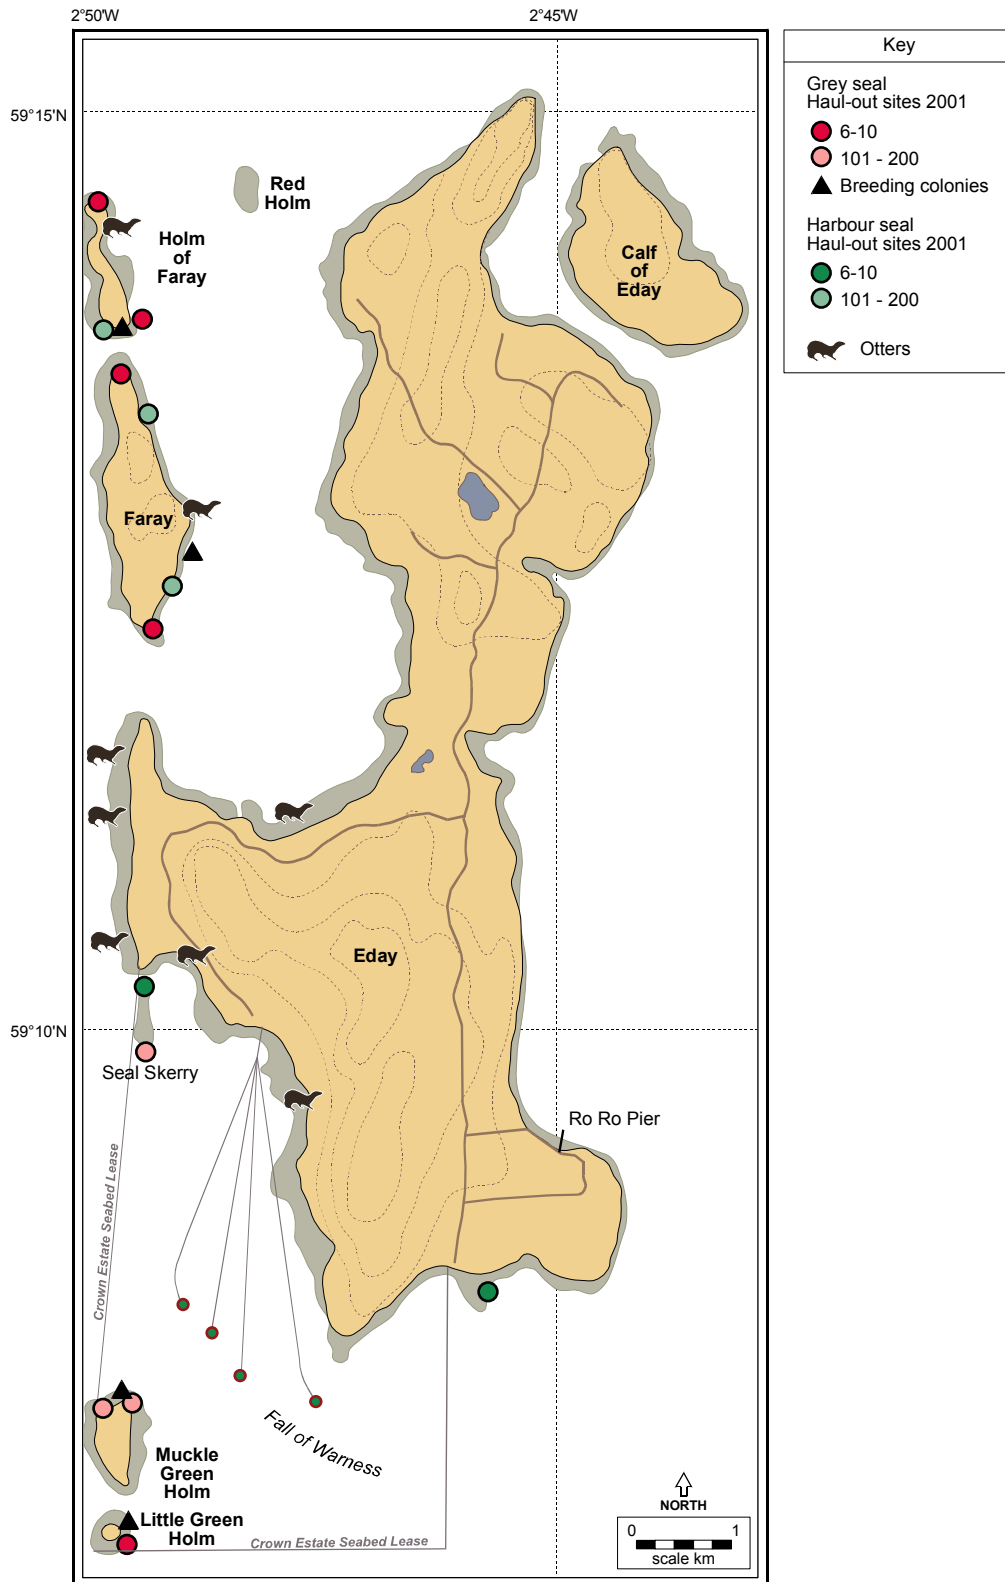 2°50'W
2°45'W
59°15'N
Key
Grey seal
Haul-out sites 2001
6-10
101 - 200
Breeding colonies
Harbour seal
Haul-out sites 2001
6-10
101 - 200
Otters
Red
Holm
Holm
of
Faray
Calf
of
Eday
Faray
Eday
59°10'N
Seal Skerry
Ro Ro Pier
Crown Estate Seabed Lease
Fall of Warness
Muckle
Green
Holm
Little Green
Holm
Crown Estate Seabed Lease
NORTH
0 1
scale km